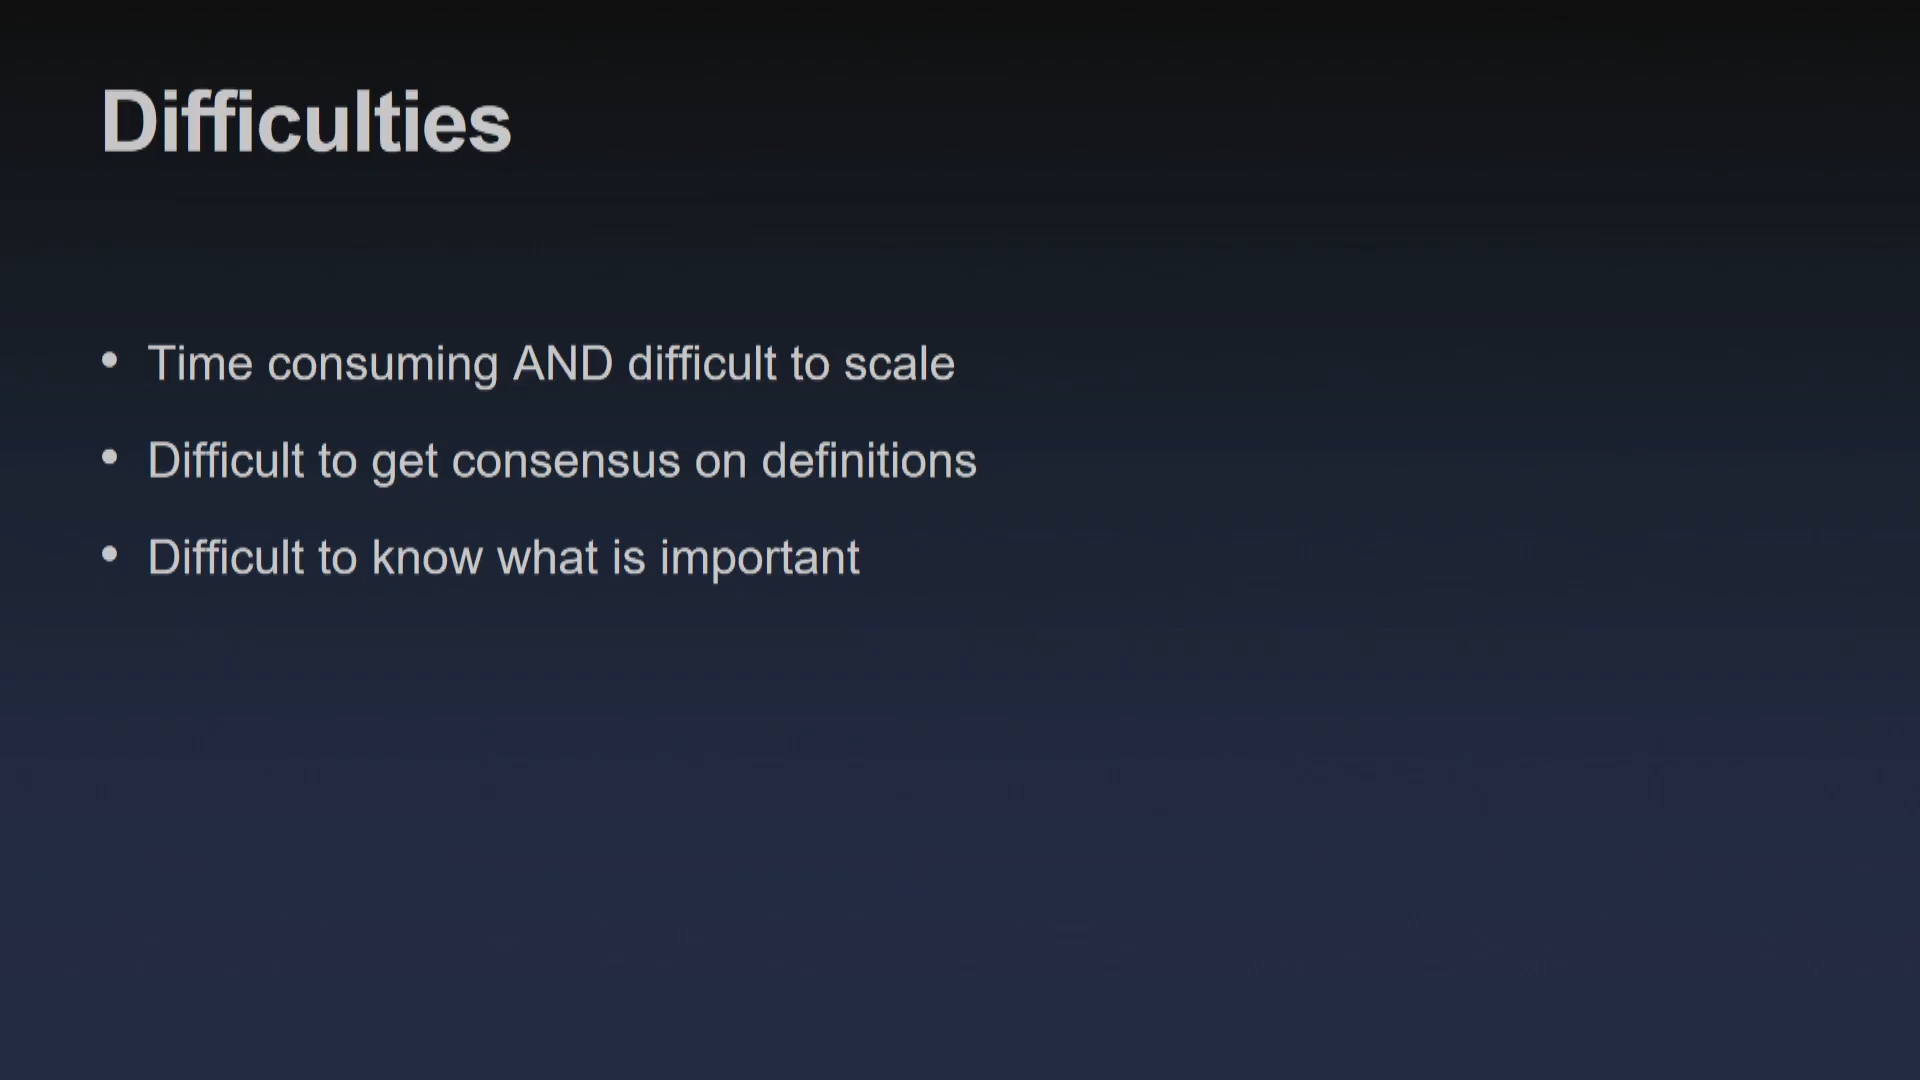 Difficulties
• Time consuming AND difficult to scale
• Difficult to get consensus on definitions
• Difficult to know what is important